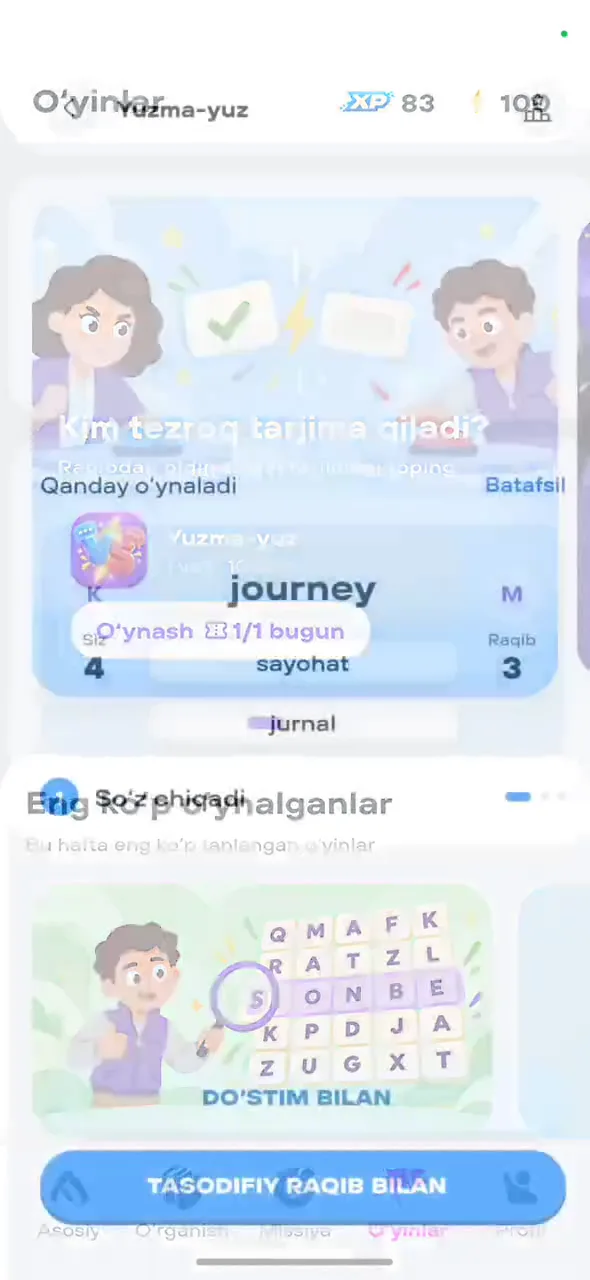 O‘yinlar
Yuzma-yuz
XP 83
100
Kim tezroq tarjima qiladi?
Qanday o‘ynaladi
Batafsil
VS
Yuzma-yuz
journey
K
M
O‘ynash 1/1 bugun
Siz
Raqib
sayohat
4
3
jurnal
So‘z chiqadi
Eng ko‘p o‘ynalganlar
Bu hafta eng ko‘p tanlangan o‘yinlar
Q M A F K
R A T Z L
S O N B E
K P D J A
Z U G X T
DO‘STIM BILAN
TASODIFIY RAQIB BILAN
Asosiy
O‘rganish
Missiya
O‘yinlar
Profil